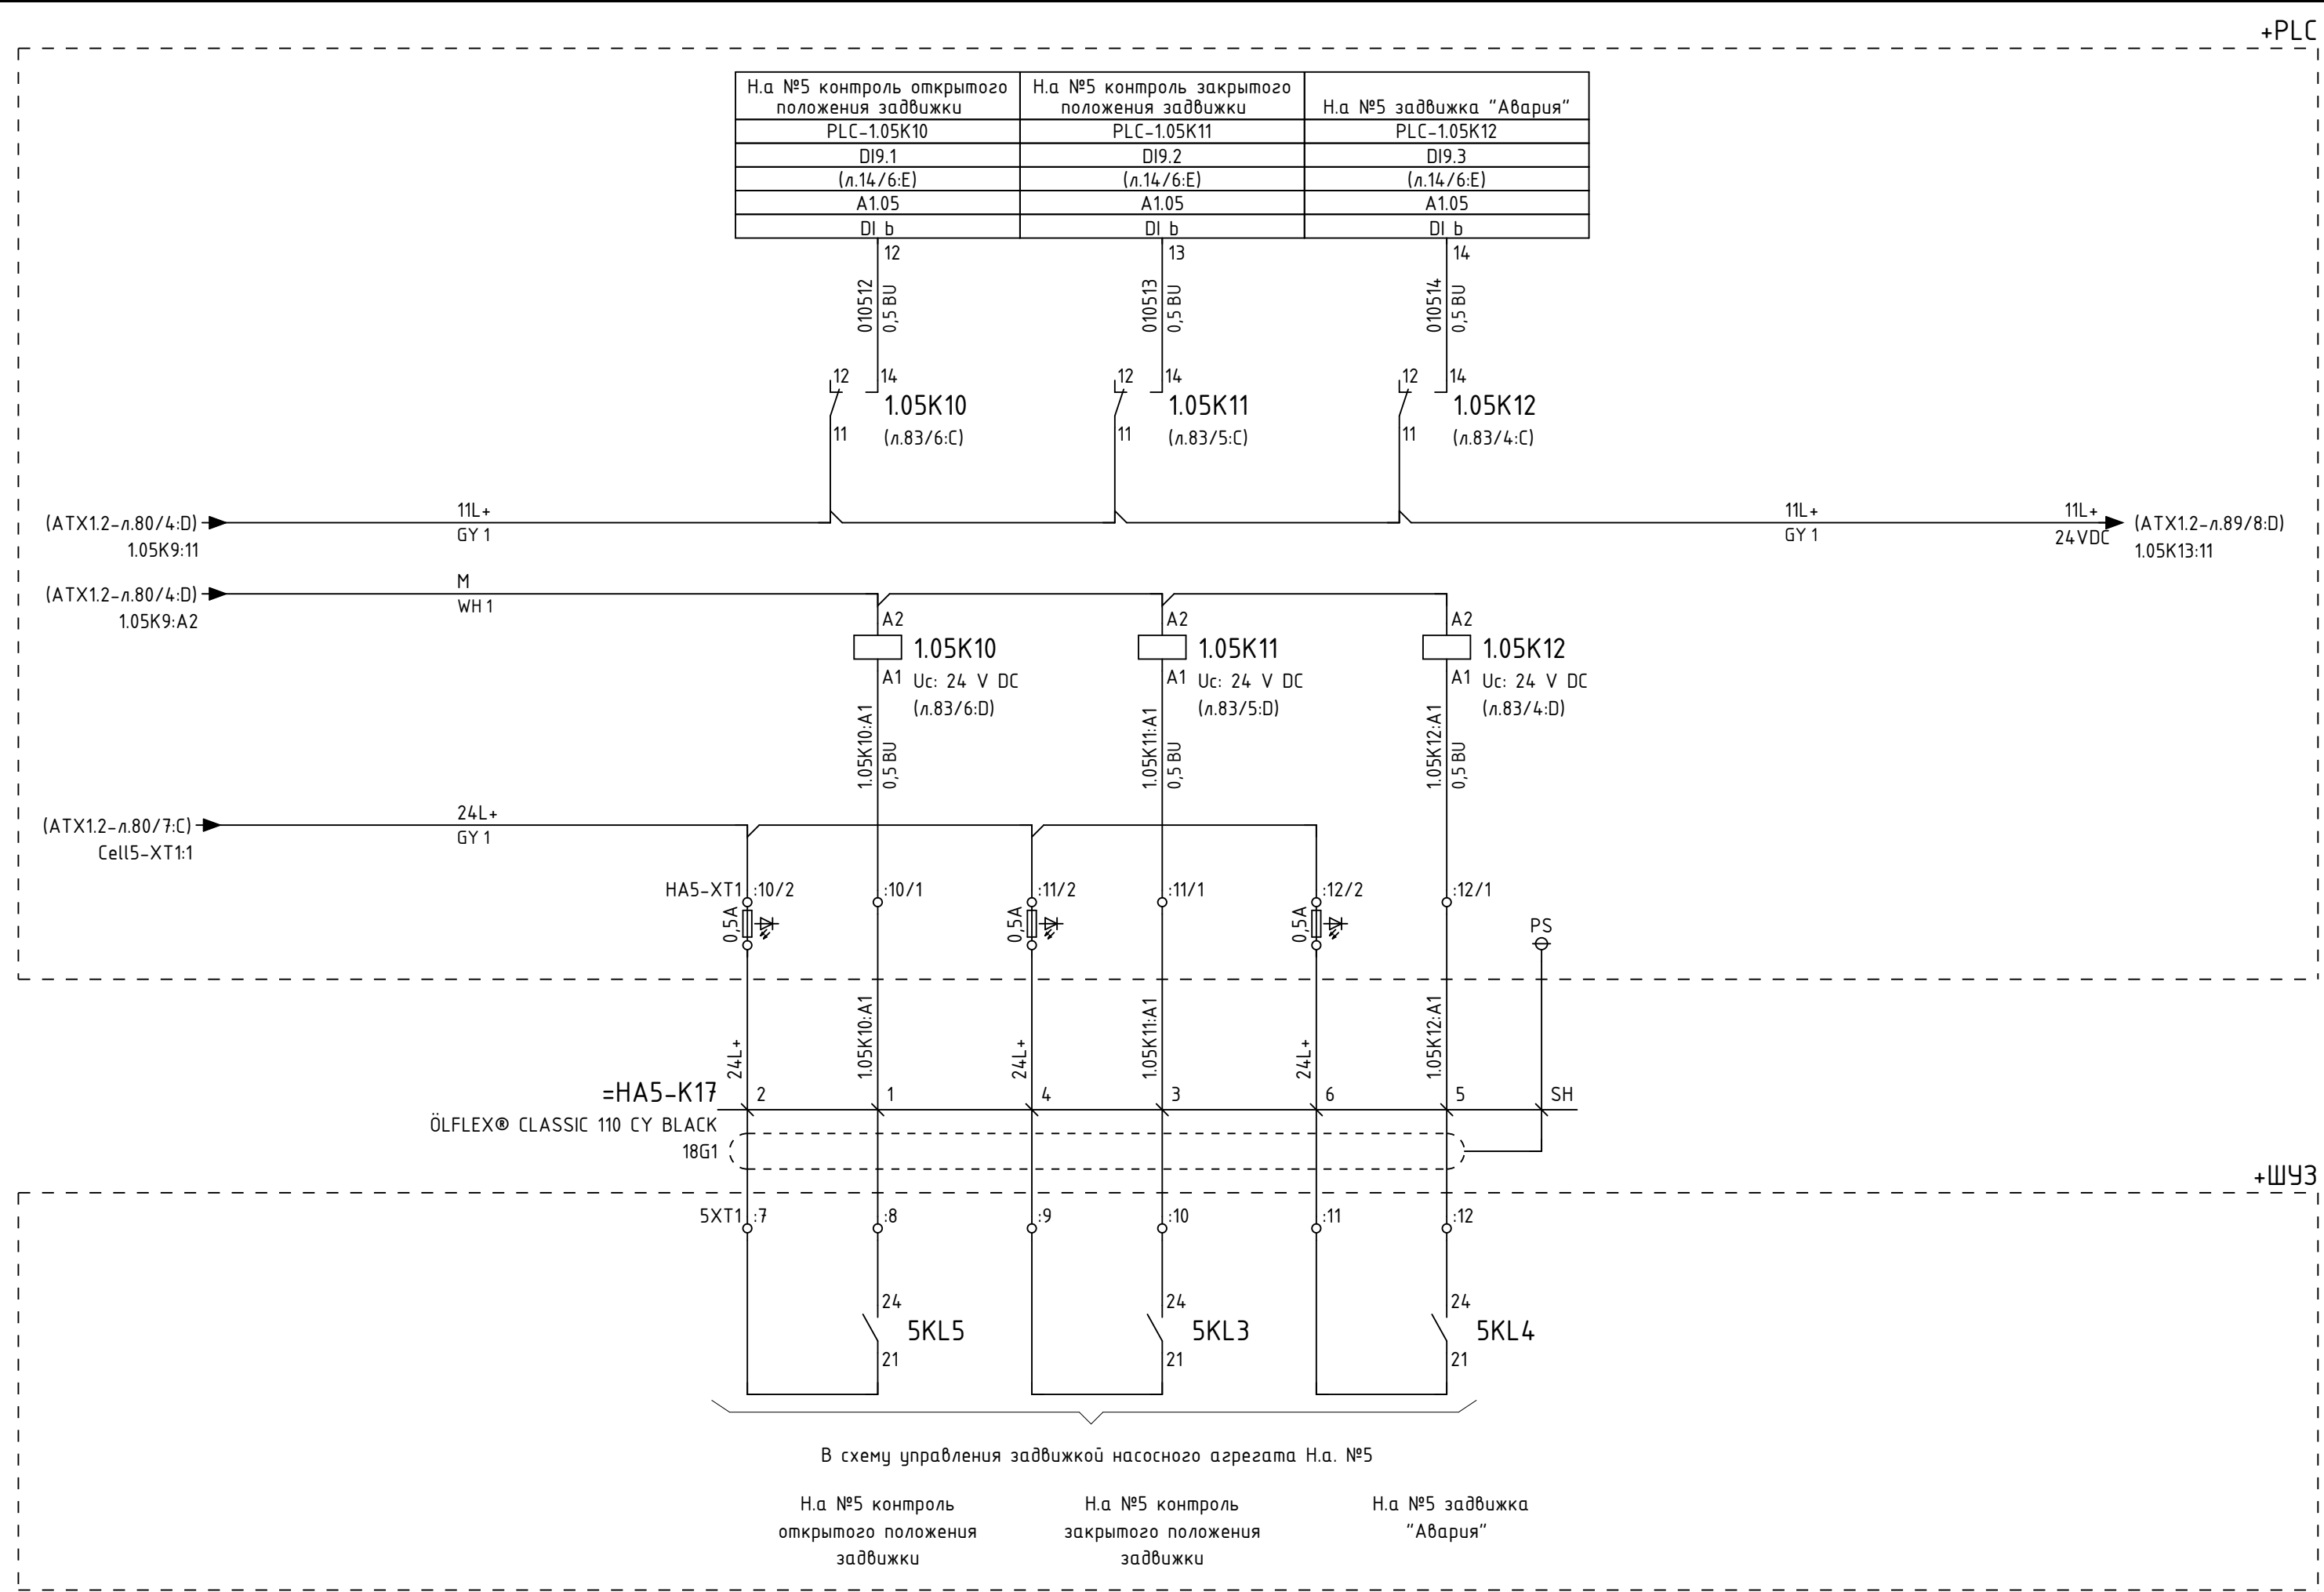 +PLC
Н.а №5 контроль открытого
положения задвижки
Н.а №5 контроль закрытого
положения задвижки
Н.а №5 задвижка "Авария"
PLC-1.05K10 PLC-1.05K11 PLC-1.05K12
DI9.1 DI9.2 DI9.3
(л.14/6:E) (л.14/6:E) (л.14/6:E)
A1.05 A1.05 A1.05
DI b DI b DI b
12 13 14
010512 0,5 BU 010513 0,5 BU 010514 0,5 BU
12 14 12 14 12 14
1.05K10 1.05K11 1.05K12
11 (л.83/6:C) 11 (л.83/5:C) 11 (л.83/4:C)
(ATX1.2-л.80/4:D) 11L+ 11L+ 11L+ (ATX1.2-л.89/8:D)
1.05K9:11 GY 1 GY 1 24VDC 1.05K13:11
(ATX1.2-л.80/4:D) M
1.05K9:A2 WH 1
A2 A2 A2
1.05K10 1.05K11 1.05K12
A1 Uc: 24 V DC A1 Uc: 24 V DC A1 Uc: 24 V DC
(л.83/6:D) (л.83/5:D) (л.83/4:D)
1.05K10:A1 0,5 BU 1.05K11:A1 0,5 BU 1.05K12:A1 0,5 BU
(ATX1.2-л.80/7:C) 24L+
Cell5-XT1:1 GY 1
HA5-XT1 :10/2 :10/1 :11/2 :11/1 :12/2 :12/1
0,5A 0,5A 0,5A PS
24L+ 1.05K10:A1 24L+ 1.05K11:A1 24L+ 1.05K12:A1
=HA5-K17 2 1 4 3 6 5 SH
ÖLFLEX® CLASSIC 110 CY BLACK
18G1
+ШУЗ
5XT1 :7 :8 :9 :10 :11 :12
24 24 24
5KL5 5KL3 5KL4
21 21 21
В схему управления задвижкой насосного агрегата Н.а. №5
Н.а №5 контроль
открытого положения
задвижки
Н.а №5 контроль
закрытого положения
задвижки
Н.а №5 задвижка
"Авария"